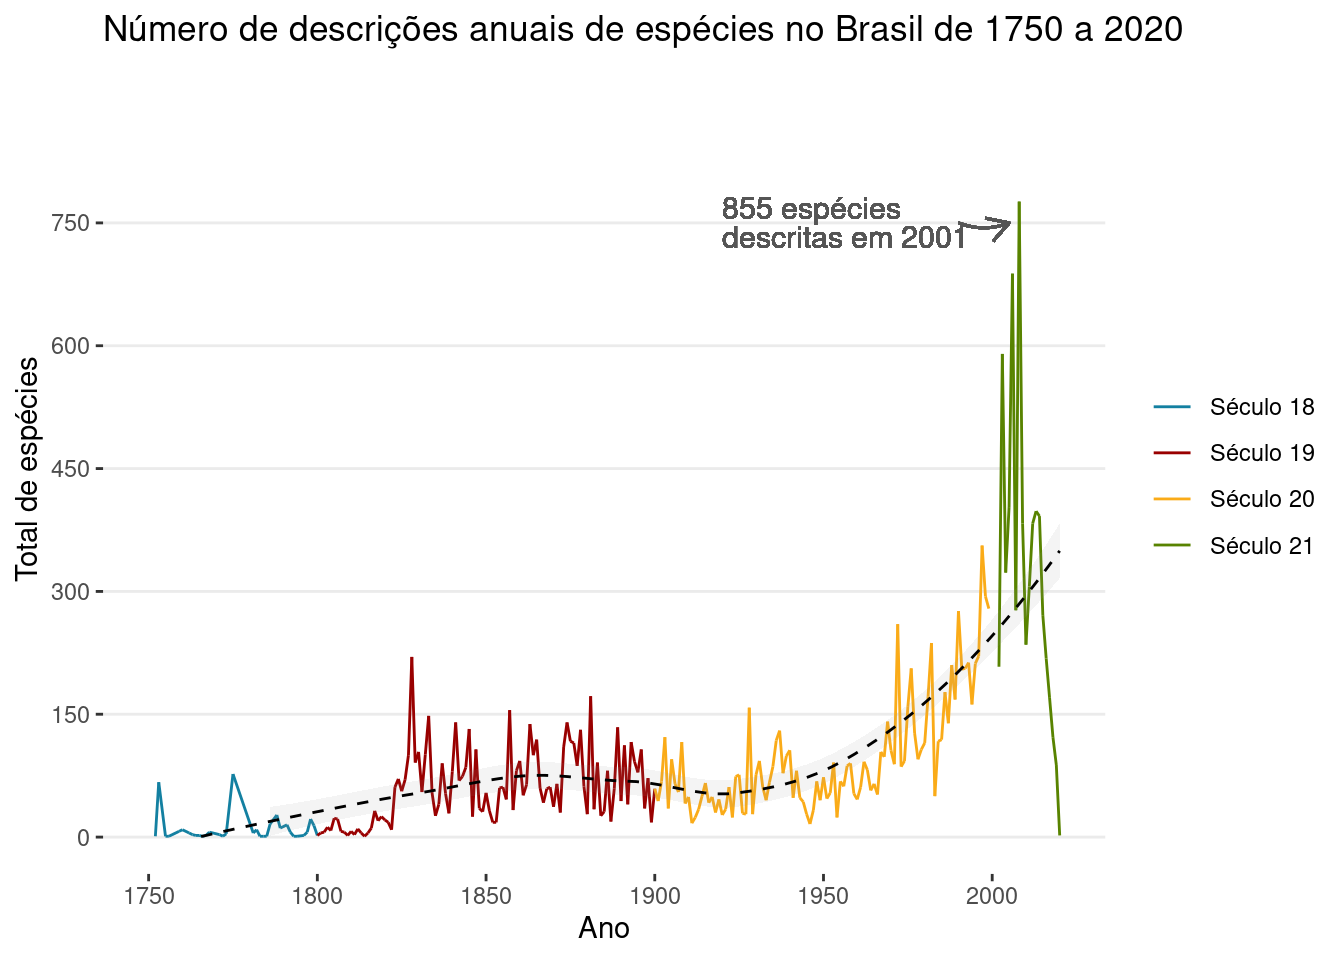 Número de descrições anuais de espécies no Brasil de 1750 a 2020
855 espécies
descritas em 2001
750
600
450
300
150
0
Total de espécies
1750
1800
1850
1900
1950
2000
Ano
Século 18
Século 19
Século 20
Século 21